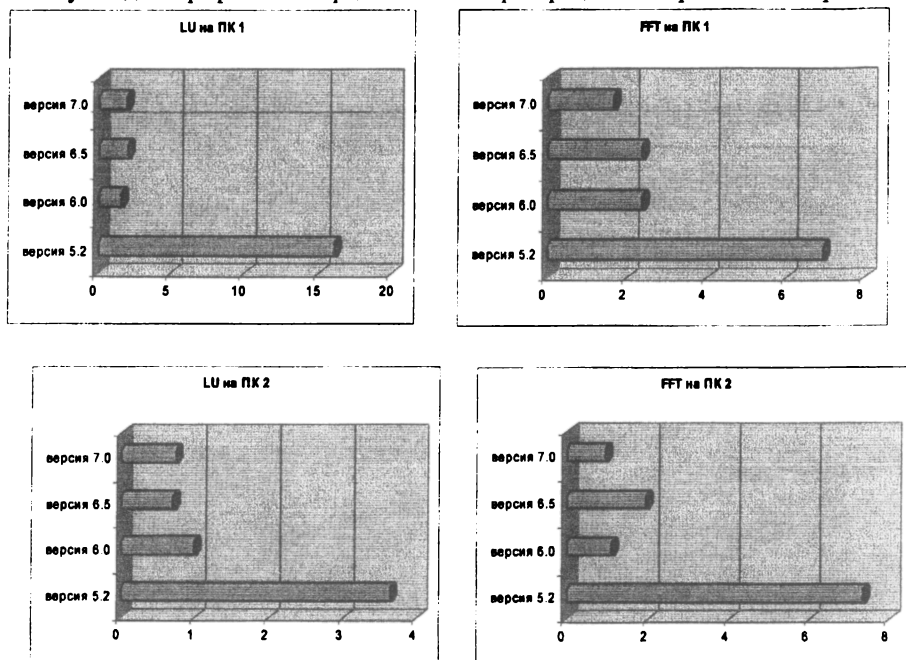 LU на ПК 1
версия 7.0
версия 6.5
версия 6.0
версия 5.2
0 5 10 15 20
FFT на ПК 1
версия 7.0
версия 6.5
версия 6.0
версия 5.2
0 2 4 6 8
LU на ПК 2
версия 7.0
версия 6.5
версия 6.0
версия 5.2
0 1 2 3 4
FFT на ПК 2
версия 7.0
версия 6.5
версия 6.0
версия 5.2
0 2 4 6 8